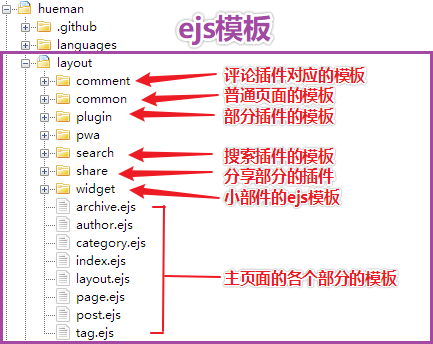 hueman
ejs模板
.github
languages
layout
comment
评论插件对应的模板
common
普通页面的模板
plugin
部分插件的模板
pwa
search
搜索插件的模板
share
分享部分的插件
widget
小部件的ejs模板
archive.ejs
author.ejs
category.ejs
index.ejs
主页面的各个部分的模板
layout.ejs
page.ejs
post.ejs
tag.ejs